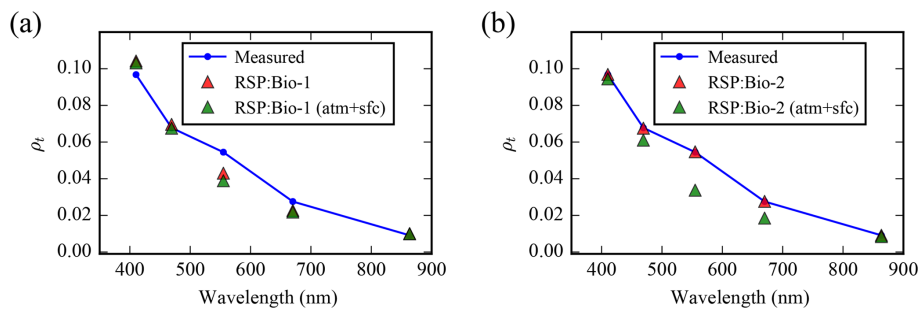 (a)
Measured
RSP:Bio-1
RSP:Bio-1 (atm+sfc)
0.10
0.08
0.06
0.04
0.02
0.00
ρt
400 500 600 700 800 900
Wavelength (nm)
(b)
Measured
RSP:Bio-2
RSP:Bio-2 (atm+sfc)
0.10
0.08
0.06
0.04
0.02
0.00
ρt
400 500 600 700 800 900
Wavelength (nm)